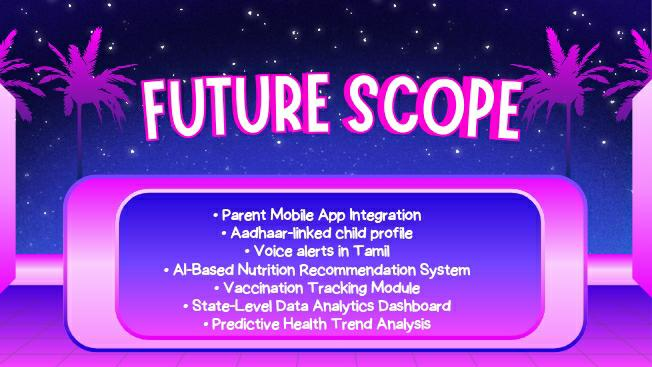 FUTURE SCOPE
• Parent Mobile App Integration
• Aadhaar-linked child profile
• Voice alerts in Tamil
• AI-Based Nutrition Recommendation System
• Vaccination Tracking Module
• State-Level Data Analytics Dashboard
• Predictive Health Trend Analysis